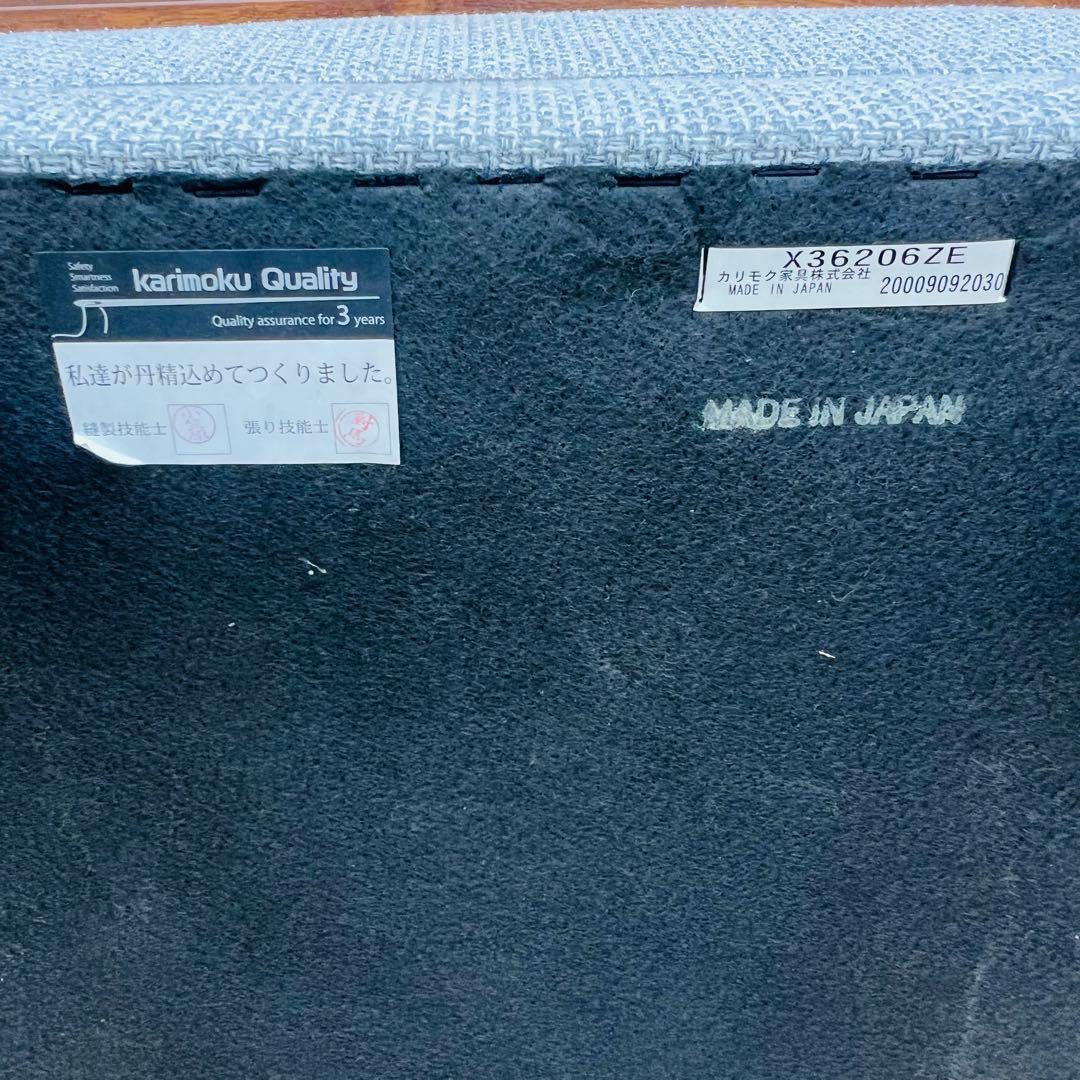 Safety
Smartness
Satisfaction
karimoku Quality
Quality assurance for 3 years
私達が丹精込めてつくりました。
縫製技能士
張り技能士
X36206ZE
カリモク家具株式会社
MADE IN JAPAN
20009092030
MADE IN JAPAN